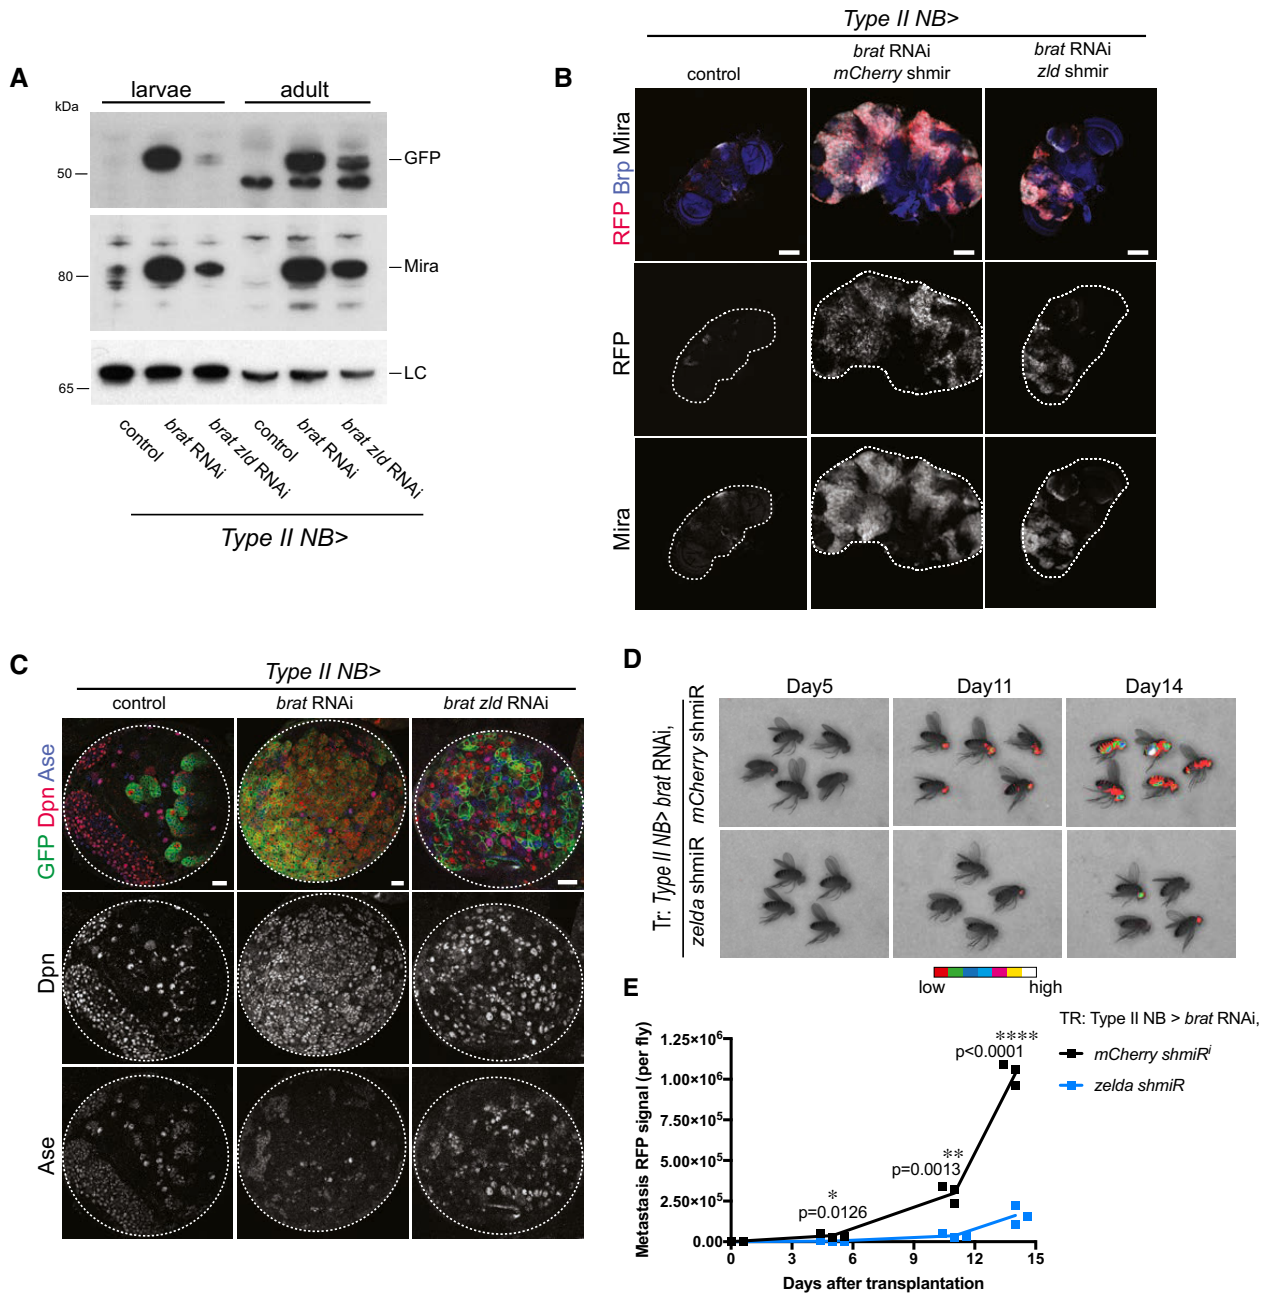 A
larvae
adult
kDa
50
GFP
80
Mira
65
LC
control
brat RNAi
brat zld RNAi
control
brat RNAi
brat zld RNAi
Type II NB>
B
Type II NB>
control
brat RNAi
mCherry shmir
brat RNAi
zld shmir
RFP Brp Mira
RFP
Mira
C
Type II NB>
control
brat RNAi
brat zld RNAi
GFP Dpn Ase
Dpn
Ase
D
Day5
Day11
Day14
Tr: Type II NB> brat RNAi,
mCherry shmiR
zelda shmiR
low
high
E
TR: Type II NB > brat RNAi,
mCherry shmiRⁱ
zelda shmiR
Metastasis RFP signal (per fly)
1.25×10⁶
1.00×10⁶
7.50×10⁵
5.00×10⁵
2.50×10⁵
0.00
****
p<0.0001
**
p=0.0013
*
p=0.0126
0
3
6
9
12
15
Days after transplantation